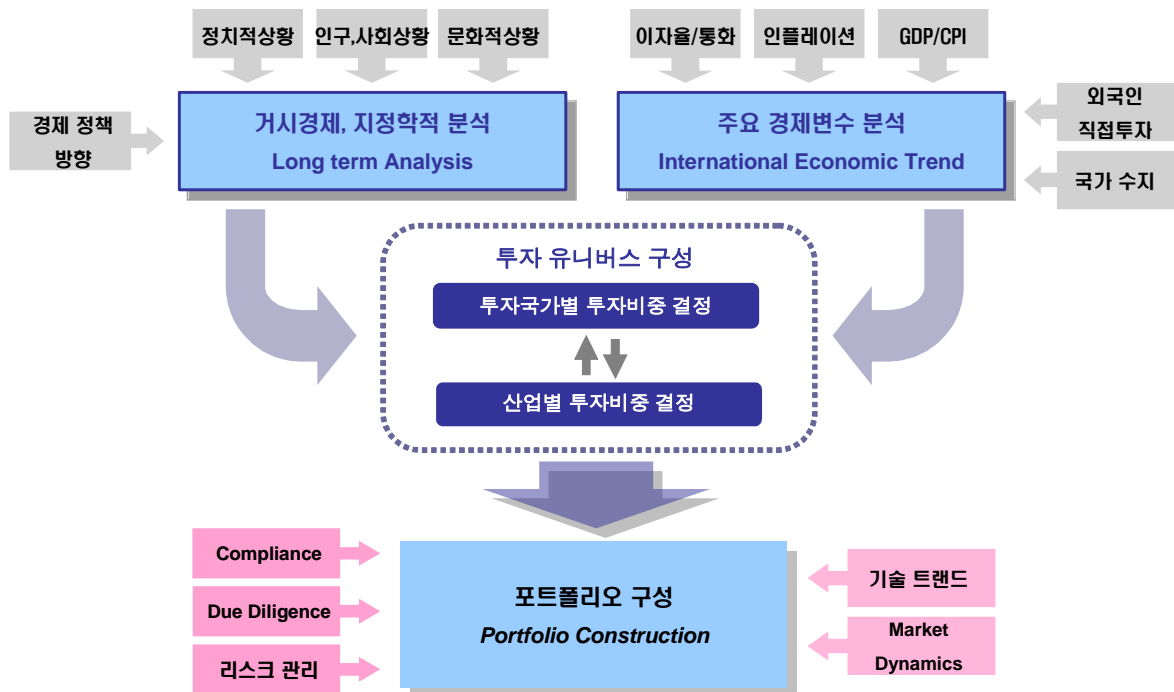 정치적상황
인구,사회상황
문화적상황
이자율/통화
인플레이션
GDP/CPI
경제 정책
방향
거시경제, 지정학적 분석
Long term Analysis
주요 경제변수 분석
International Economic Trend
외국인
직접투자
국가 수지
투자 유니버스 구성
투자국가별 투자비중 결정
산업별 투자비중 결정
Compliance
Due Diligence
리스크 관리
포트폴리오 구성
Portfolio Construction
기술 트랜드
Market
Dynamics